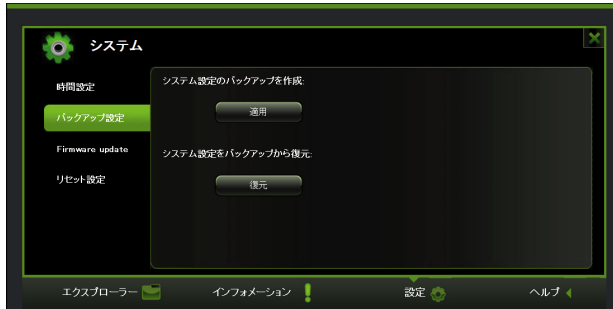 システム
時間設定
バックアップ設定
Firmware update
リセット設定
システム設定のバックアップを作成:
適用
システム設定をバックアップから復元:
復元
エクスプローラー
インフォメーション
設定
ヘルプ